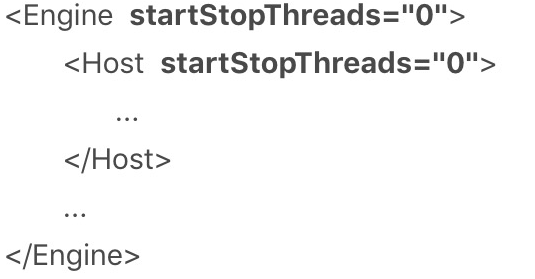 <Engine startStopThreads="0">
<Host startStopThreads="0">
...
</Host>
...
</Engine>